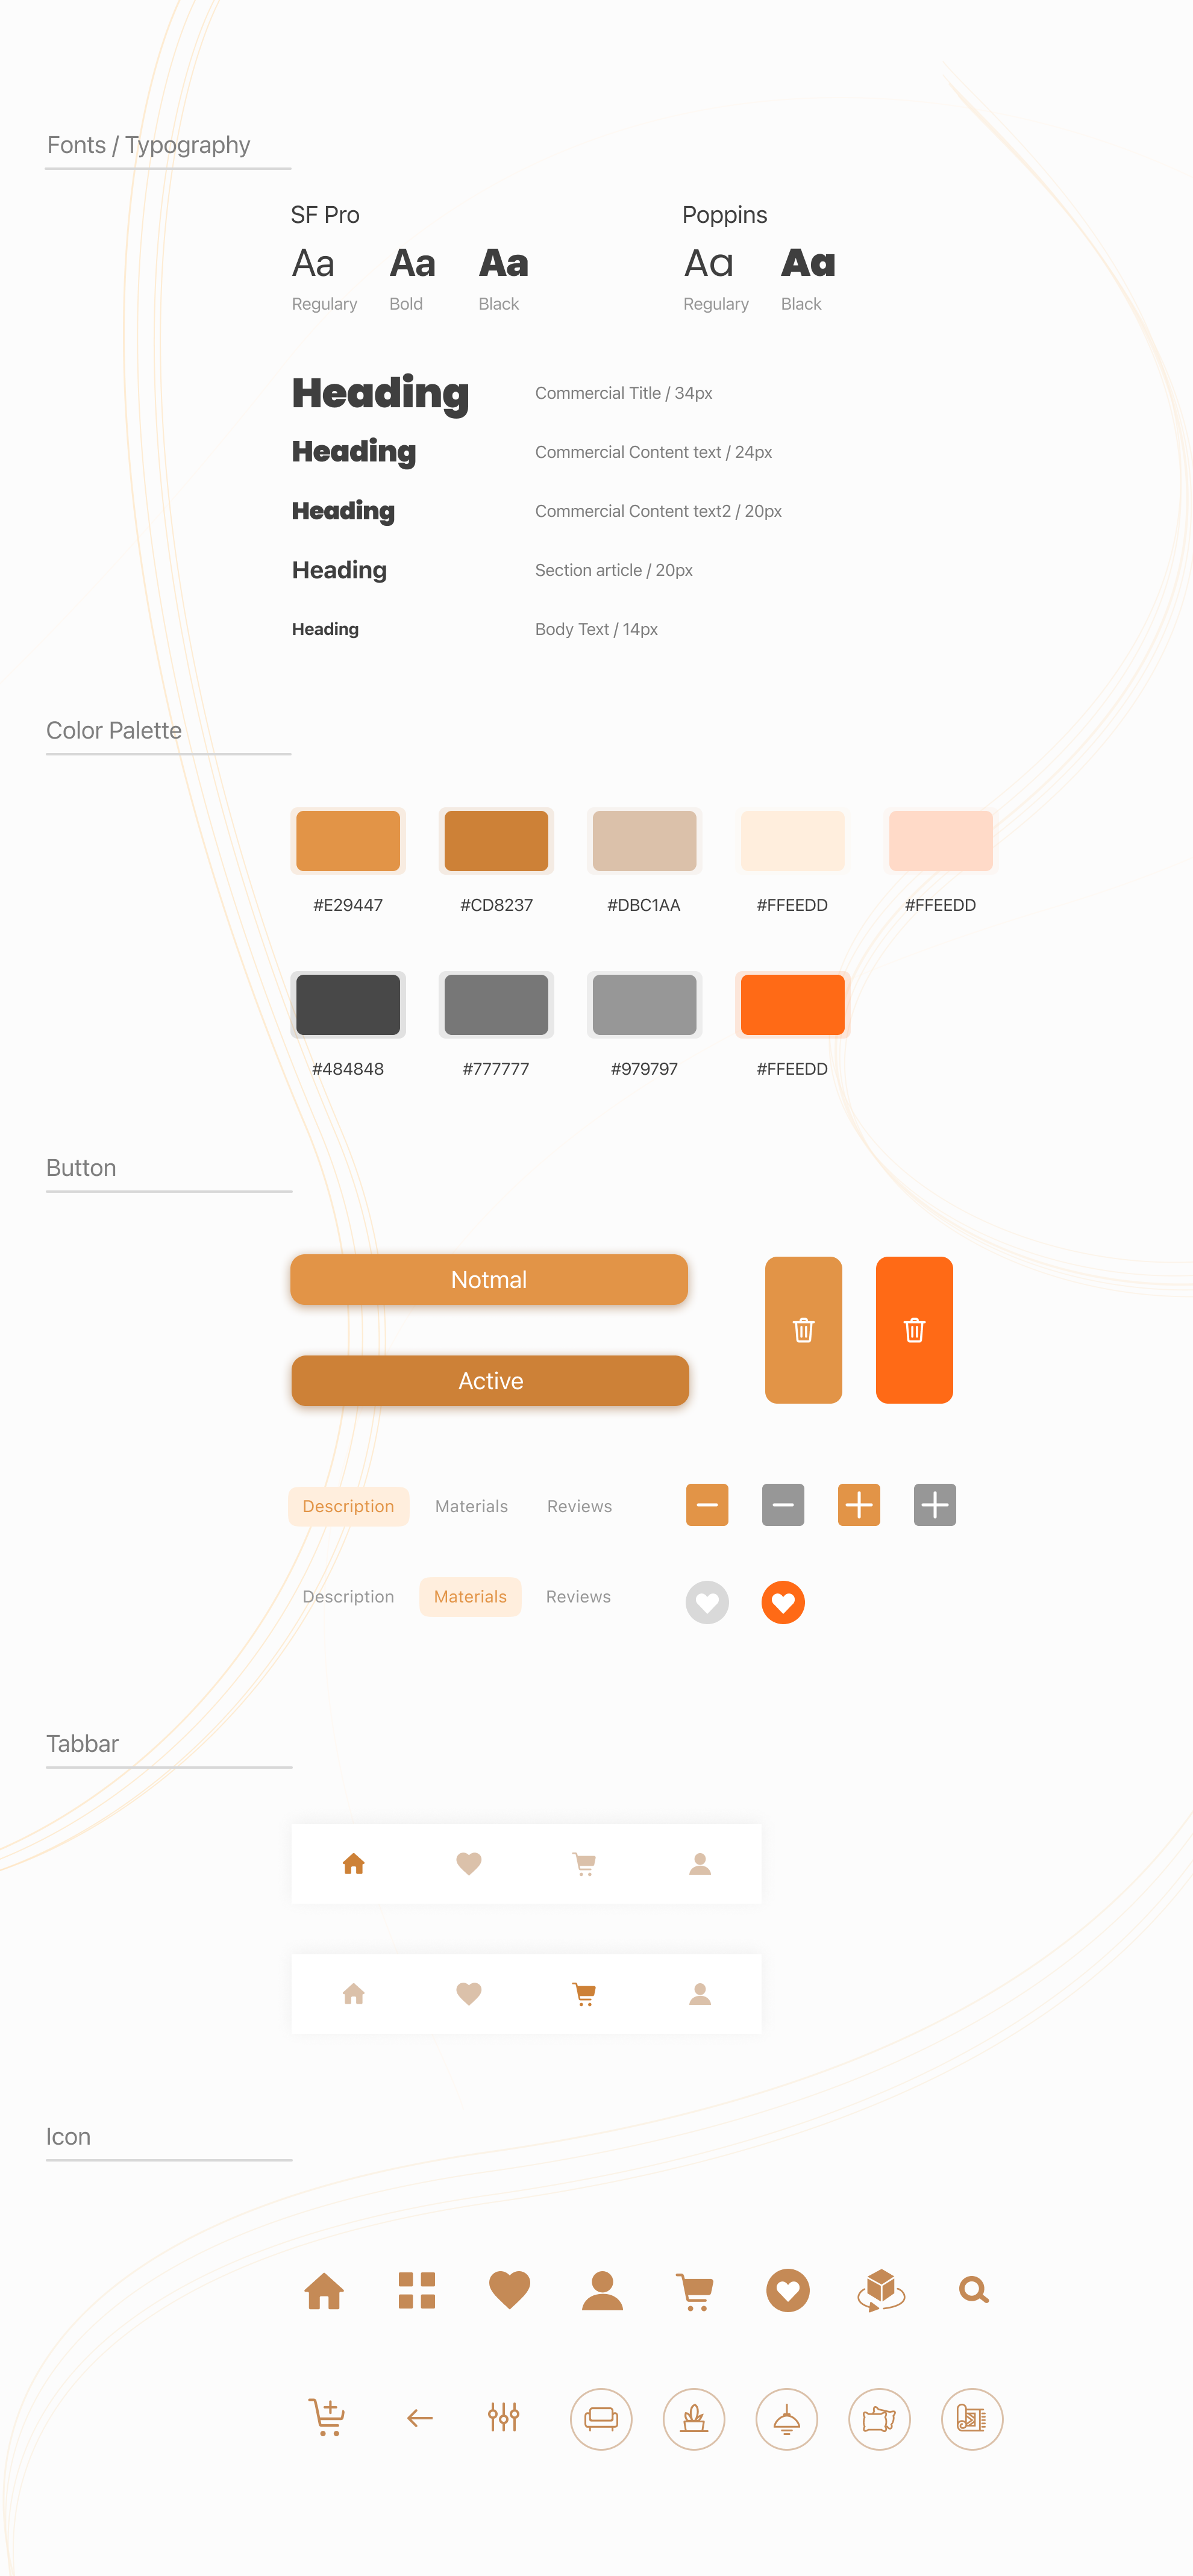 Fonts / Typography
SF Pro
Poppins
Aa Aa Aa
Aa Aa
Regulary Bold Black
Regulary Black
Heading Commercial Title / 34px
Heading Commercial Content text / 24px
Heading Commercial Content text2 / 20px
Heading Section article / 20px
Heading Body Text / 14px
Color Palette
#E29447 #CD8237 #DBC1AA #FFEEDD #FFEEDD
#484848 #777777 #979797 #FFEEDD
Button
Notmal
Active
Description Materials Reviews
Description Materials Reviews
Tabbar
Icon